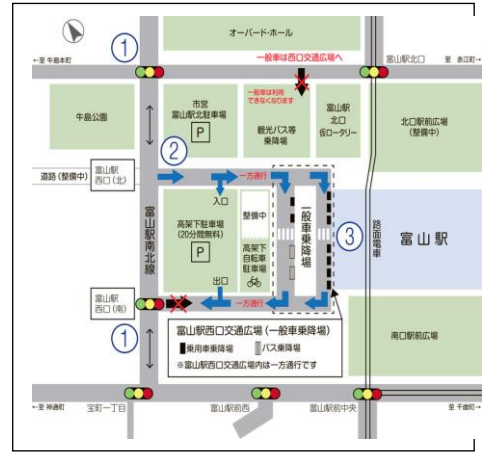 オーバード・ホール
①
一般車は西口交通広場へ
←至 牛島本町
富山駅北口
至 赤江町→
牛島公園
市営
富山駅北駐車場
P
一般車は利用
できなくなります
観光バス等
乗降場
富山駅
北口
仮ロータリー
北口駅前広場
(整備中)
②
道路(整備中)
富山駅
西口(北)
一方通行
入口
富山駅南北線
高架下駐車場
(20分間無料)
P
整備中
高架下
自転車
駐車場
一般車乗降場
③
路面電車
富山駅
出口
富山駅
西口(南)
一方通行
①
富山駅西口交通広場(一般車乗降場)
乗用車乗降場 バス乗降場
※富山駅西口交通広場内は一方通行です
南口駅前広場
←至 神通町
宝町一丁目
富山駅前西
富山駅前中央
至 千歳町→